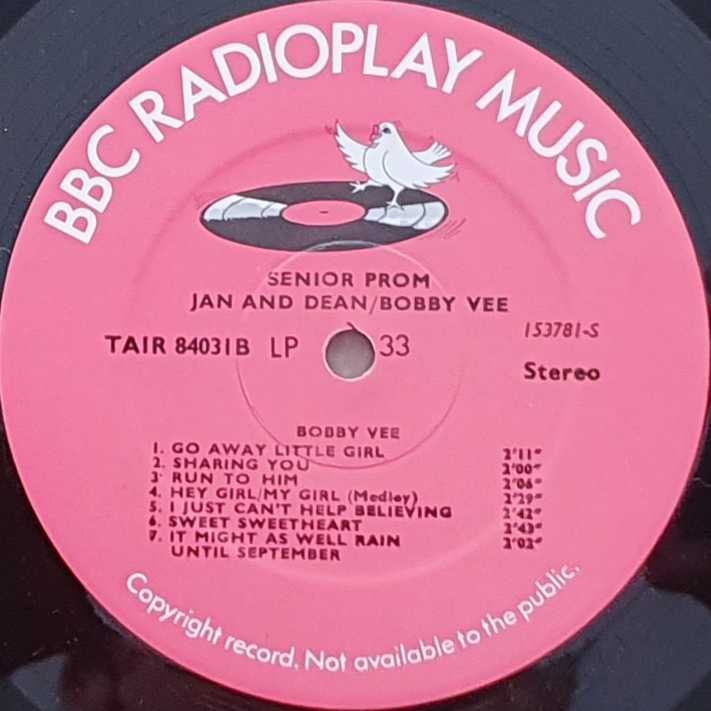 BBC RADIOPLAY MUSIC
SENIOR PROM
JAN AND DEAN/BOBBY VEE
153781-S
TAIR 84031B LP 33
Stereo
BOBBY VEE
1. GO AWAY LITTLE GIRL 2'11"
2. SHARING YOU 2'00"
3. RUN TO HIM 2'06"
4. HEY GIRL/MY GIRL (Medley) 2'29"
5. I JUST CAN'T HELP BELIEVING 2'42"
6. SWEET SWEETHEART 2'43"
7. IT MIGHT AS WELL RAIN 2'02"
UNTIL SEPTEMBER
Copyright record. Not available to the public.